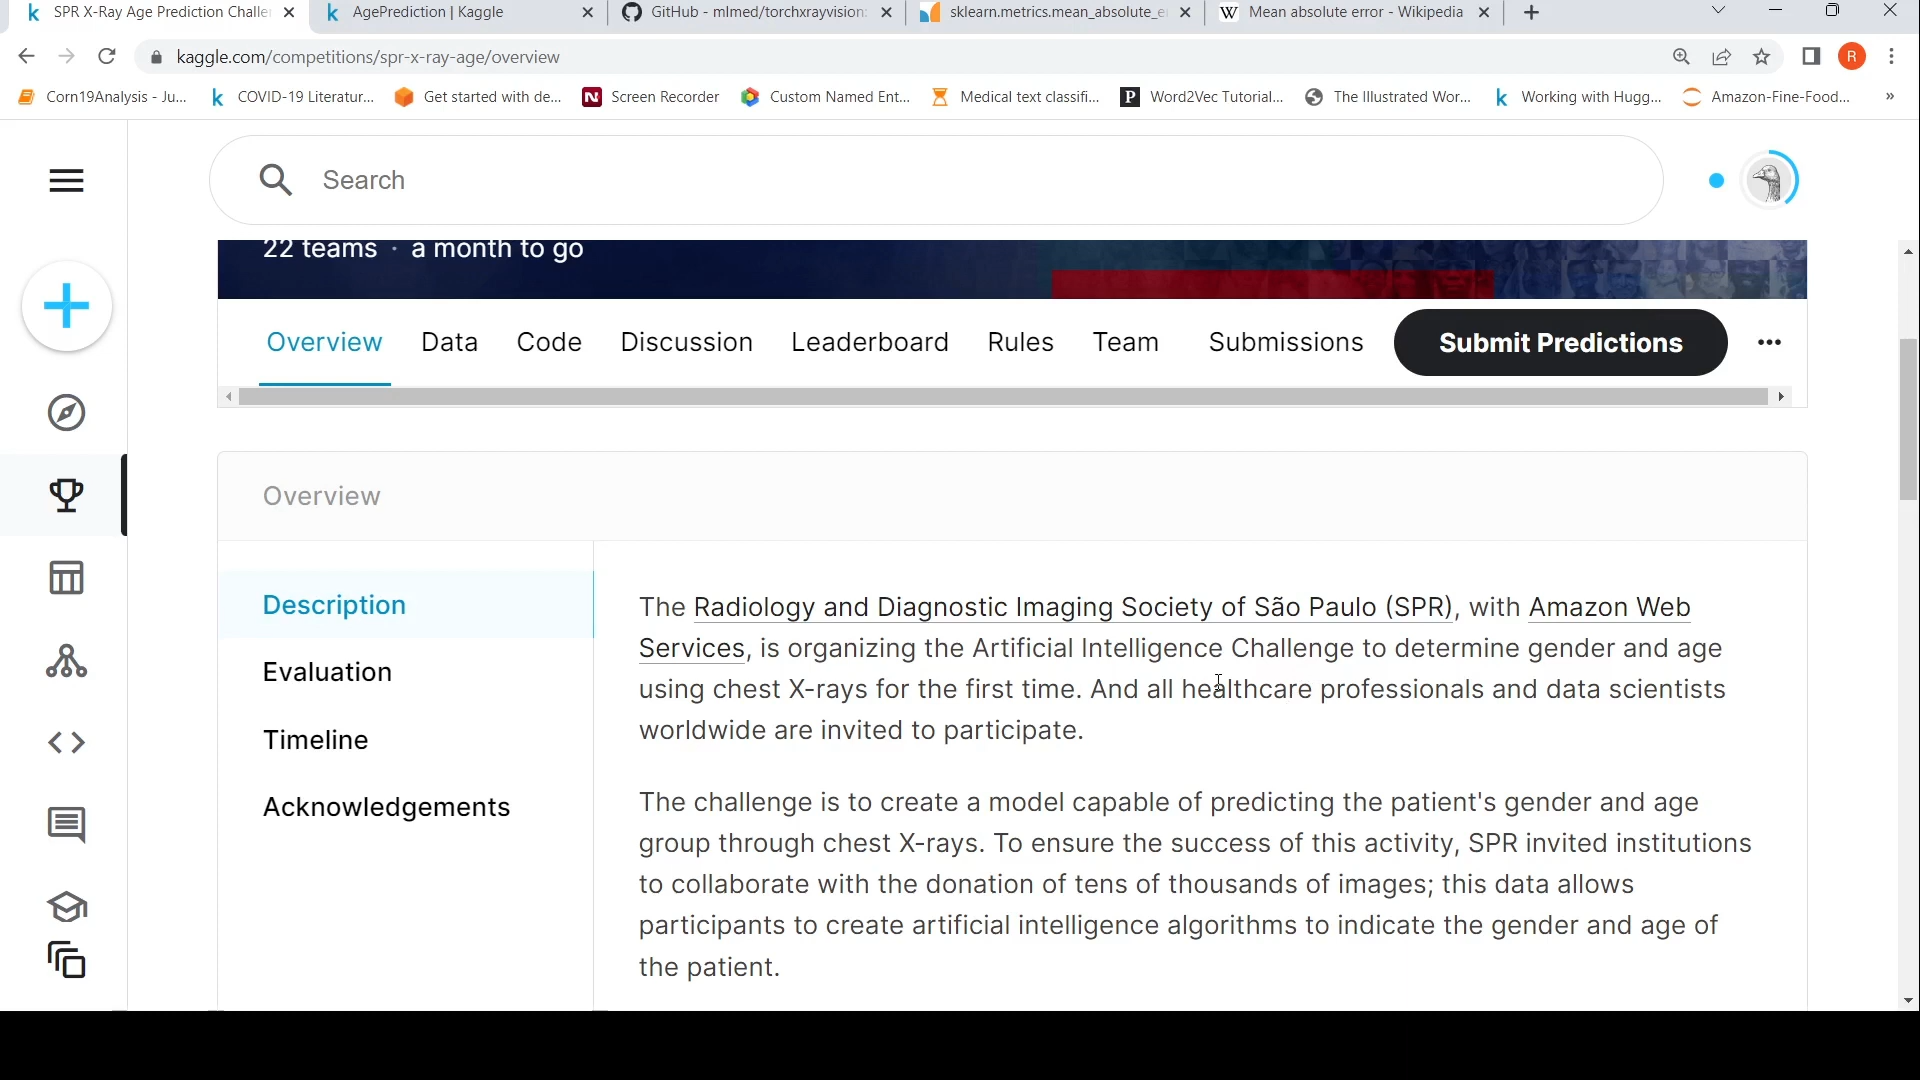 SPR X-Ray Age Prediction Challe
AgePrediction | Kaggle
GitHub - mlmed/torchxrayvision:
sklearn.metrics.mean_absolute_e
Mean absolute error - Wikipedia
kaggle.com/competitions/spr-x-ray-age/overview
R
Corn19Analysis - Ju...
COVID-19 Literatur...
Get started with de...
Screen Recorder
Custom Named Ent...
Medical text classifi...
Word2Vec Tutorial...
The Illustrated Wor...
Working with Hugg...
Amazon-Fine-Food...
»
Search
22 teams · a month to go
Overview Data Code Discussion Leaderboard Rules Team Submissions Submit Predictions
Overview
Description
Evaluation
Timeline
Acknowledgements
The Radiology and Diagnostic Imaging Society of São Paulo (SPR), with Amazon Web
Services, is organizing the Artificial Intelligence Challenge to determine gender and age
using chest X-rays for the first time. And all healthcare professionals and data scientists
worldwide are invited to participate.
The challenge is to create a model capable of predicting the patient's gender and age
group through chest X-rays. To ensure the success of this activity, SPR invited institutions
to collaborate with the donation of tens of thousands of images; this data allows
participants to create artificial intelligence algorithms to indicate the gender and age of
the patient.